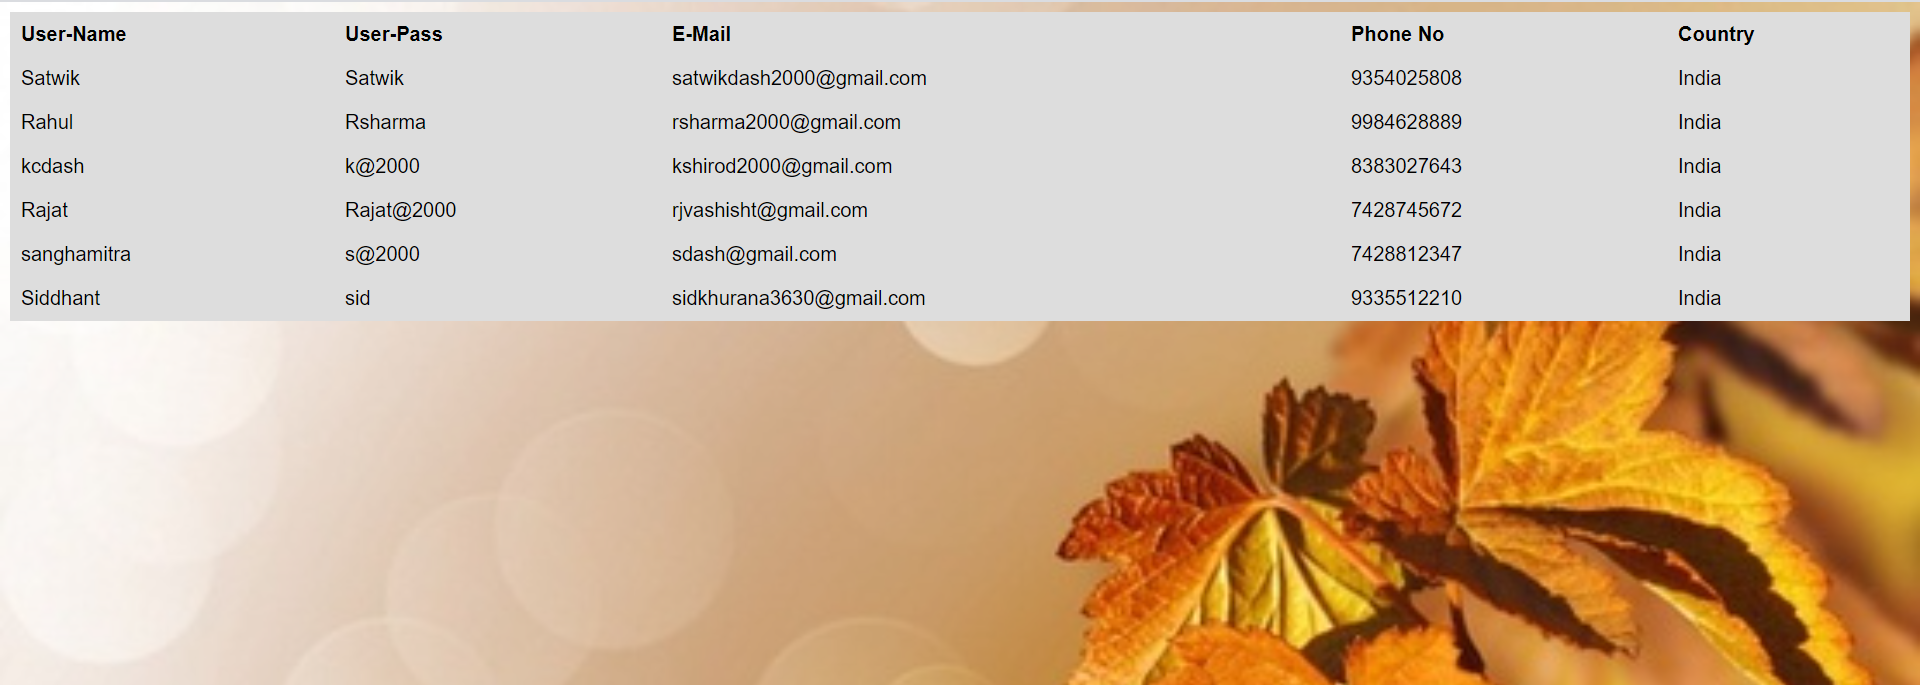 User-Name User-Pass E-Mail Phone No Country
Satwik Satwik satwikdash2000@gmail.com 9354025808 India
Rahul Rsharma rsharma2000@gmail.com 9984628889 India
kcdash k@2000 kshirod2000@gmail.com 8383027643 India
Rajat Rajat@2000 rjvashisht@gmail.com 7428745672 India
sanghamitra s@2000 sdash@gmail.com 7428812347 India
Siddhant sid sidkhurana3630@gmail.com 9335512210 India